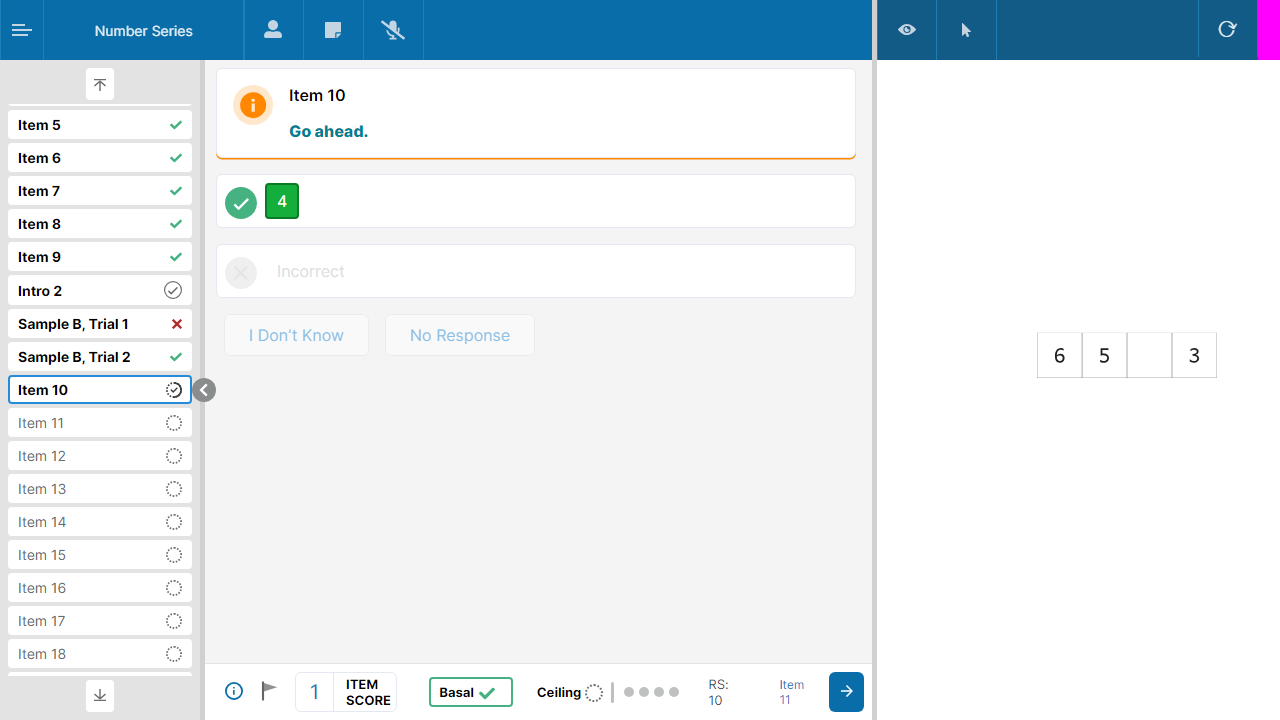 Number Series
Item 5
Item 6
Item 7
Item 8
Item 9
Intro 2
Sample B, Trial 1
Sample B, Trial 2
Item 10
Item 11
Item 12
Item 13
Item 14
Item 15
Item 16
Item 17
Item 18
Item 10
Go ahead.
4
Incorrect
I Don't Know
No Response
6 5 3
1
ITEM
SCORE
Basal
Ceiling
RS:
10
Item
11